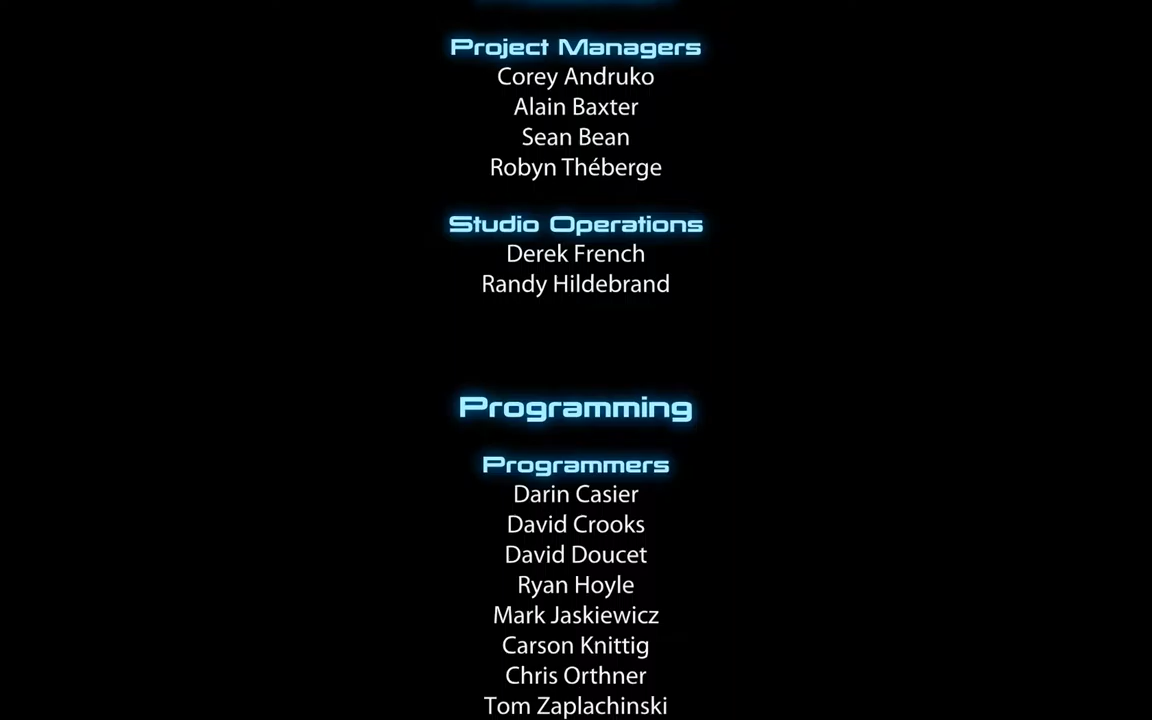 Project Managers
Corey Andruko
Alain Baxter
Sean Bean
Robyn Théberge
Studio Operations
Derek French
Randy Hildebrand
Programming
Programmers
Darin Casier
David Crooks
David Doucet
Ryan Hoyle
Mark Jaskiewicz
Carson Knittig
Chris Orthner
Tom Zaplachinski